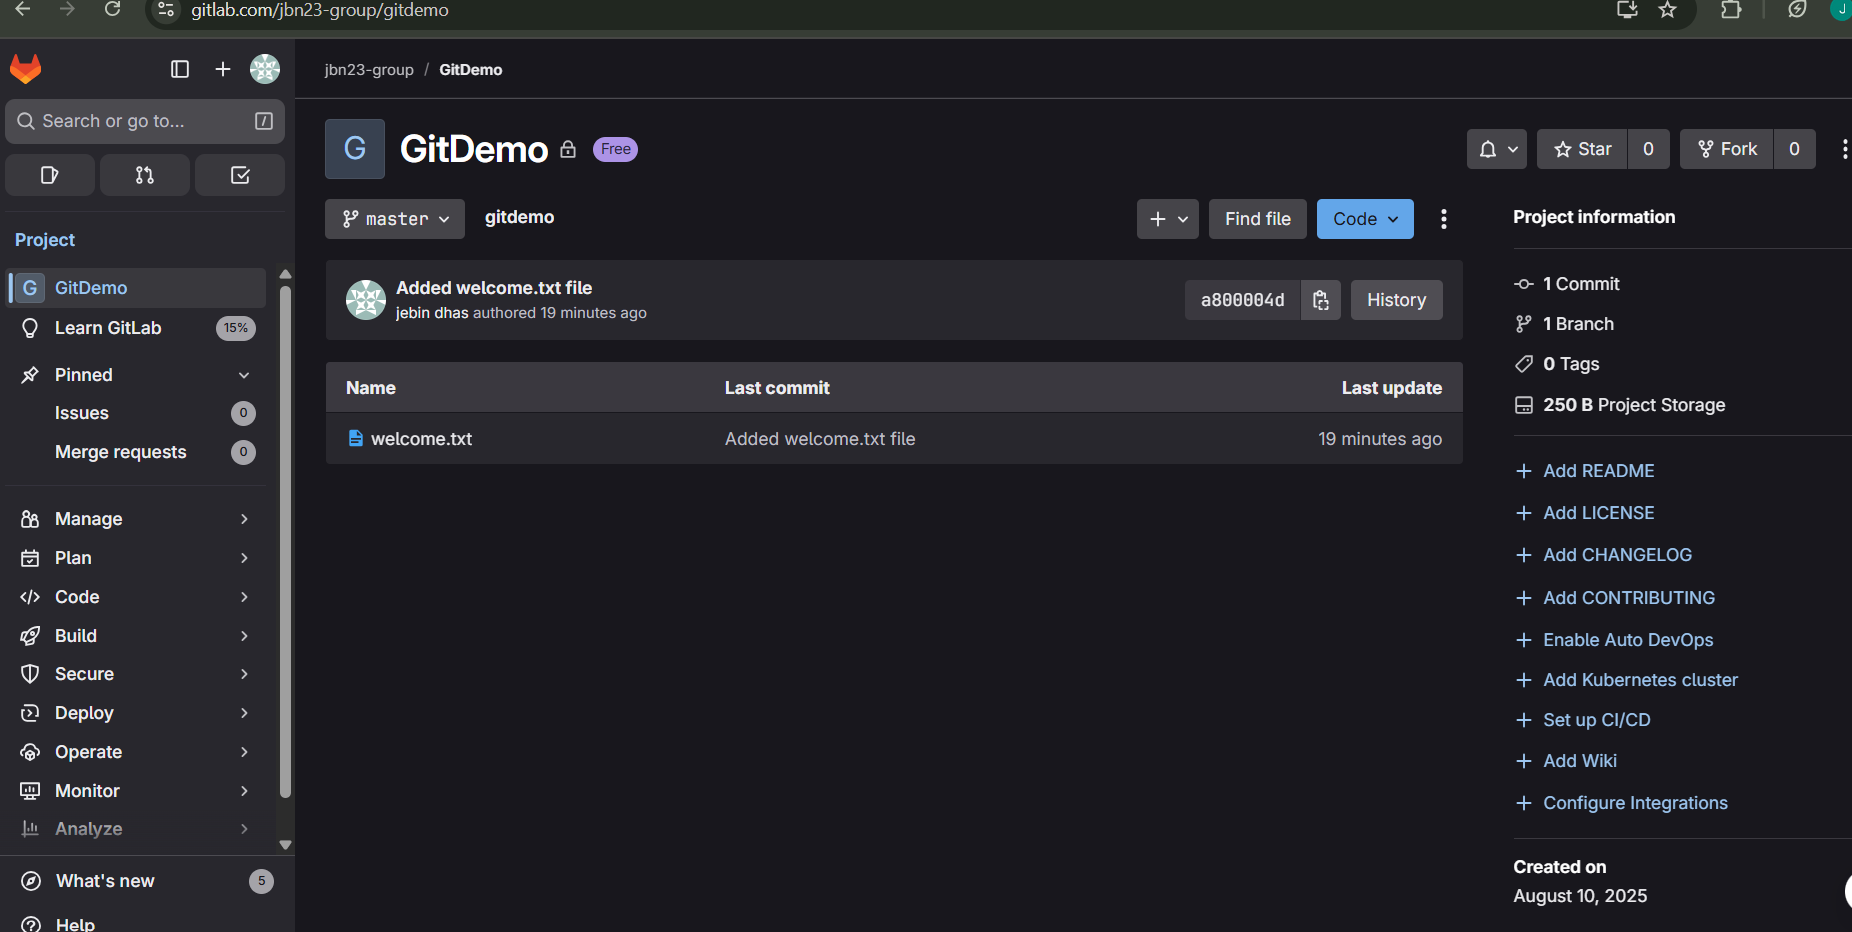 gitlab.com/jbn23-group/gitdemo
J
Search or go to...
/
Project
G GitDemo
Learn GitLab 15%
Pinned
Issues 0
Merge requests 0
Manage
Plan
Code
Build
Secure
Deploy
Operate
Monitor
Analyze
What's new 5
Help
jbn23-group / GitDemo
G GitDemo Free
Star 0
Fork 0
master gitdemo
Find file
Code
Added welcome.txt file
jebin dhas authored 19 minutes ago
a800004d
History
Name Last commit Last update
welcome.txt Added welcome.txt file 19 minutes ago
Project information
1 Commit
1 Branch
0 Tags
250 B Project Storage
Add README
Add LICENSE
Add CHANGELOG
Add CONTRIBUTING
Enable Auto DevOps
Add Kubernetes cluster
Set up CI/CD
Add Wiki
Configure Integrations
Created on
August 10, 2025